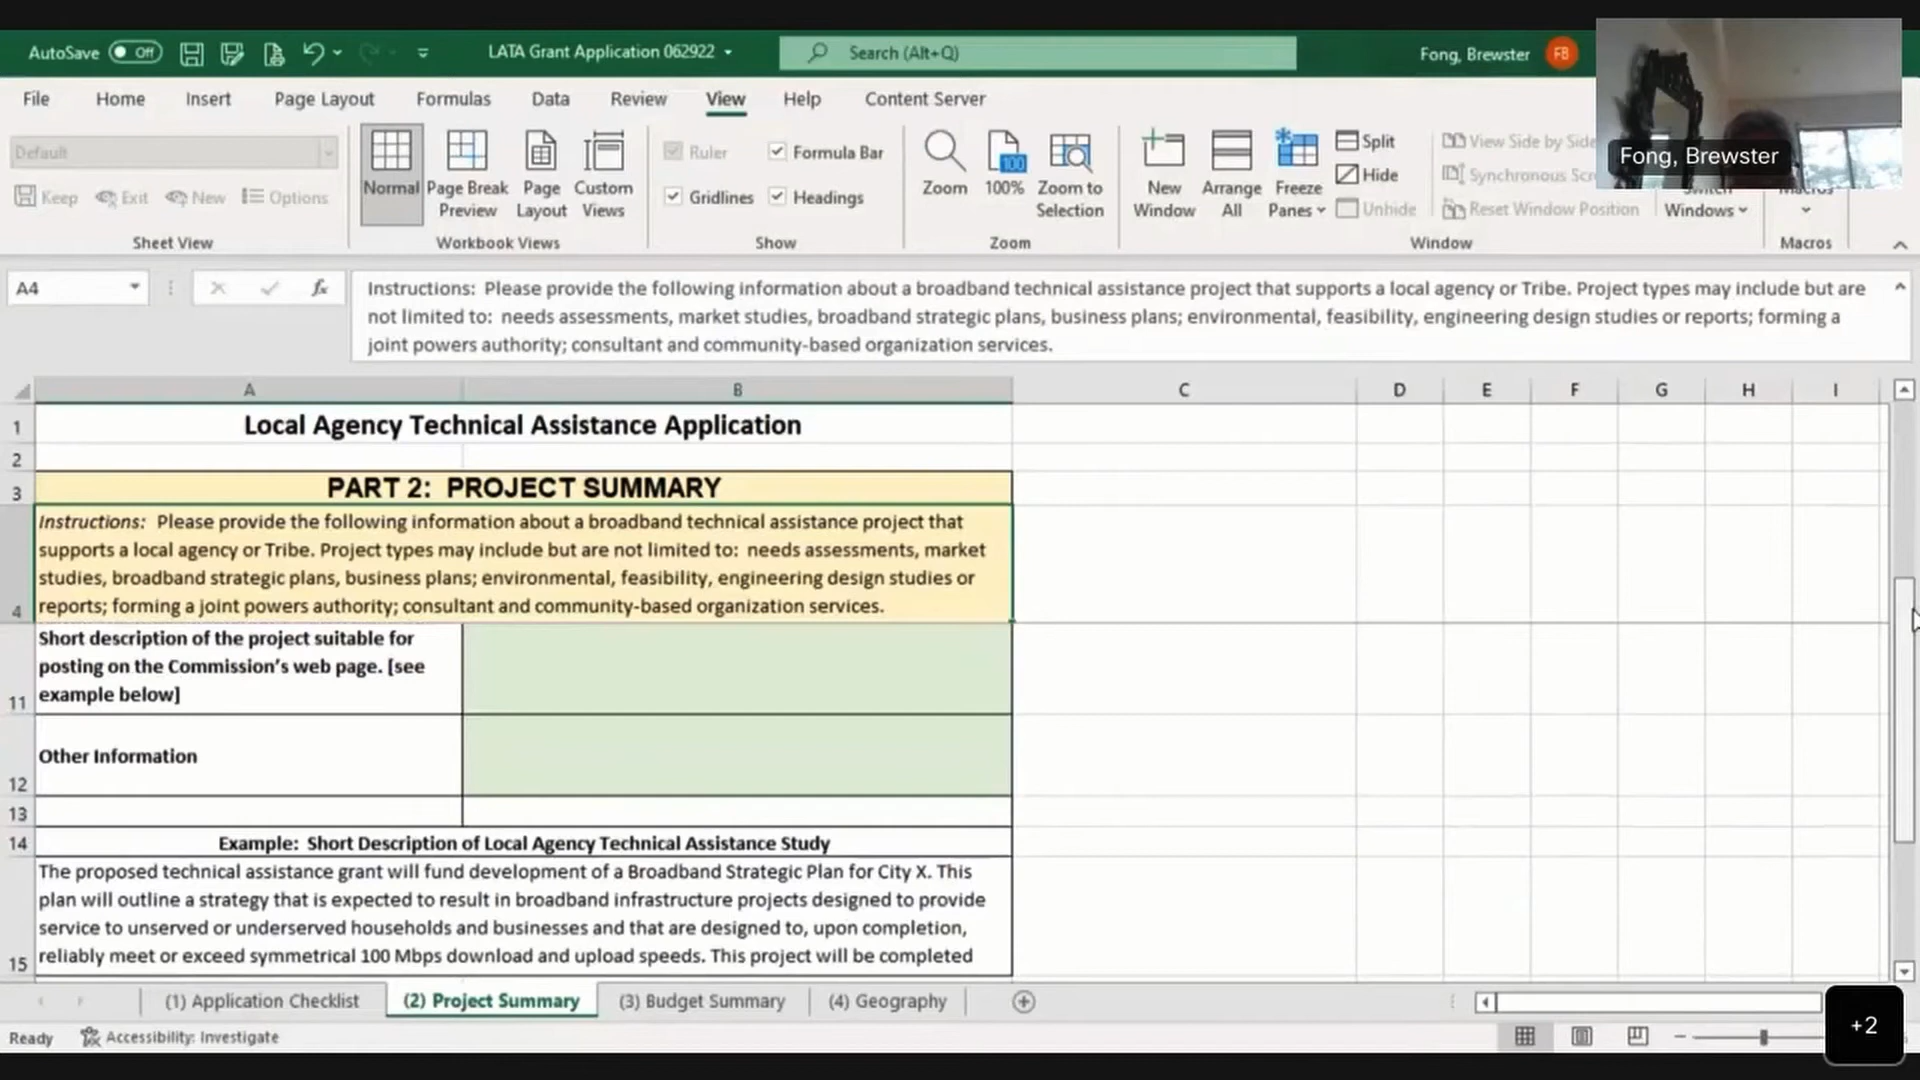 AutoSave Off LATA Grant Application 062922 Search (Alt+Q) Fong, Brewster FB
File Home Insert Page Layout Formulas Data Review View Help Content Server
Default
Keep Exit New Options
Sheet View
Normal Page Break Preview Page Layout Custom Views
Workbook Views
Ruler Formula Bar
Gridlines Headings
Show
Zoom 100 100% Zoom to Selection
Zoom
New Window Arrange All Freeze Panes Split
Hide
Unhide
View Side by Side
Synchronous Scr
Reset Window Position
Switch Windows
Window
Macros
Macros
Fong, Brewster
A4 fx Instructions: Please provide the following information about a broadband technical assistance project that supports a local agency or Tribe. Project types may include but are
not limited to: needs assessments, market studies, broadband strategic plans, business plans; environmental, feasibility, engineering design studies or reports; forming a
joint powers authority; consultant and community-based organization services.
A B C D E F G H I
1 Local Agency Technical Assistance Application
2
3 PART 2: PROJECT SUMMARY
Instructions: Please provide the following information about a broadband technical assistance project that
supports a local agency or Tribe. Project types may include but are not limited to: needs assessments, market
studies, broadband strategic plans, business plans; environmental, feasibility, engineering design studies or
4 reports; forming a joint powers authority; consultant and community-based organization services.
Short description of the project suitable for
posting on the Commission's web page. [see
11 example below]
Other Information
12
13
14 Example: Short Description of Local Agency Technical Assistance Study
The proposed technical assistance grant will fund development of a Broadband Strategic Plan for City X. This
plan will outline a strategy that is expected to result in broadband infrastructure projects designed to provide
service to unserved or underserved households and businesses and that are designed to, upon completion,
15 reliably meet or exceed symmetrical 100 Mbps download and upload speeds. This project will be completed
(1) Application Checklist (2) Project Summary (3) Budget Summary (4) Geography
Ready Accessibility: Investigate
+2